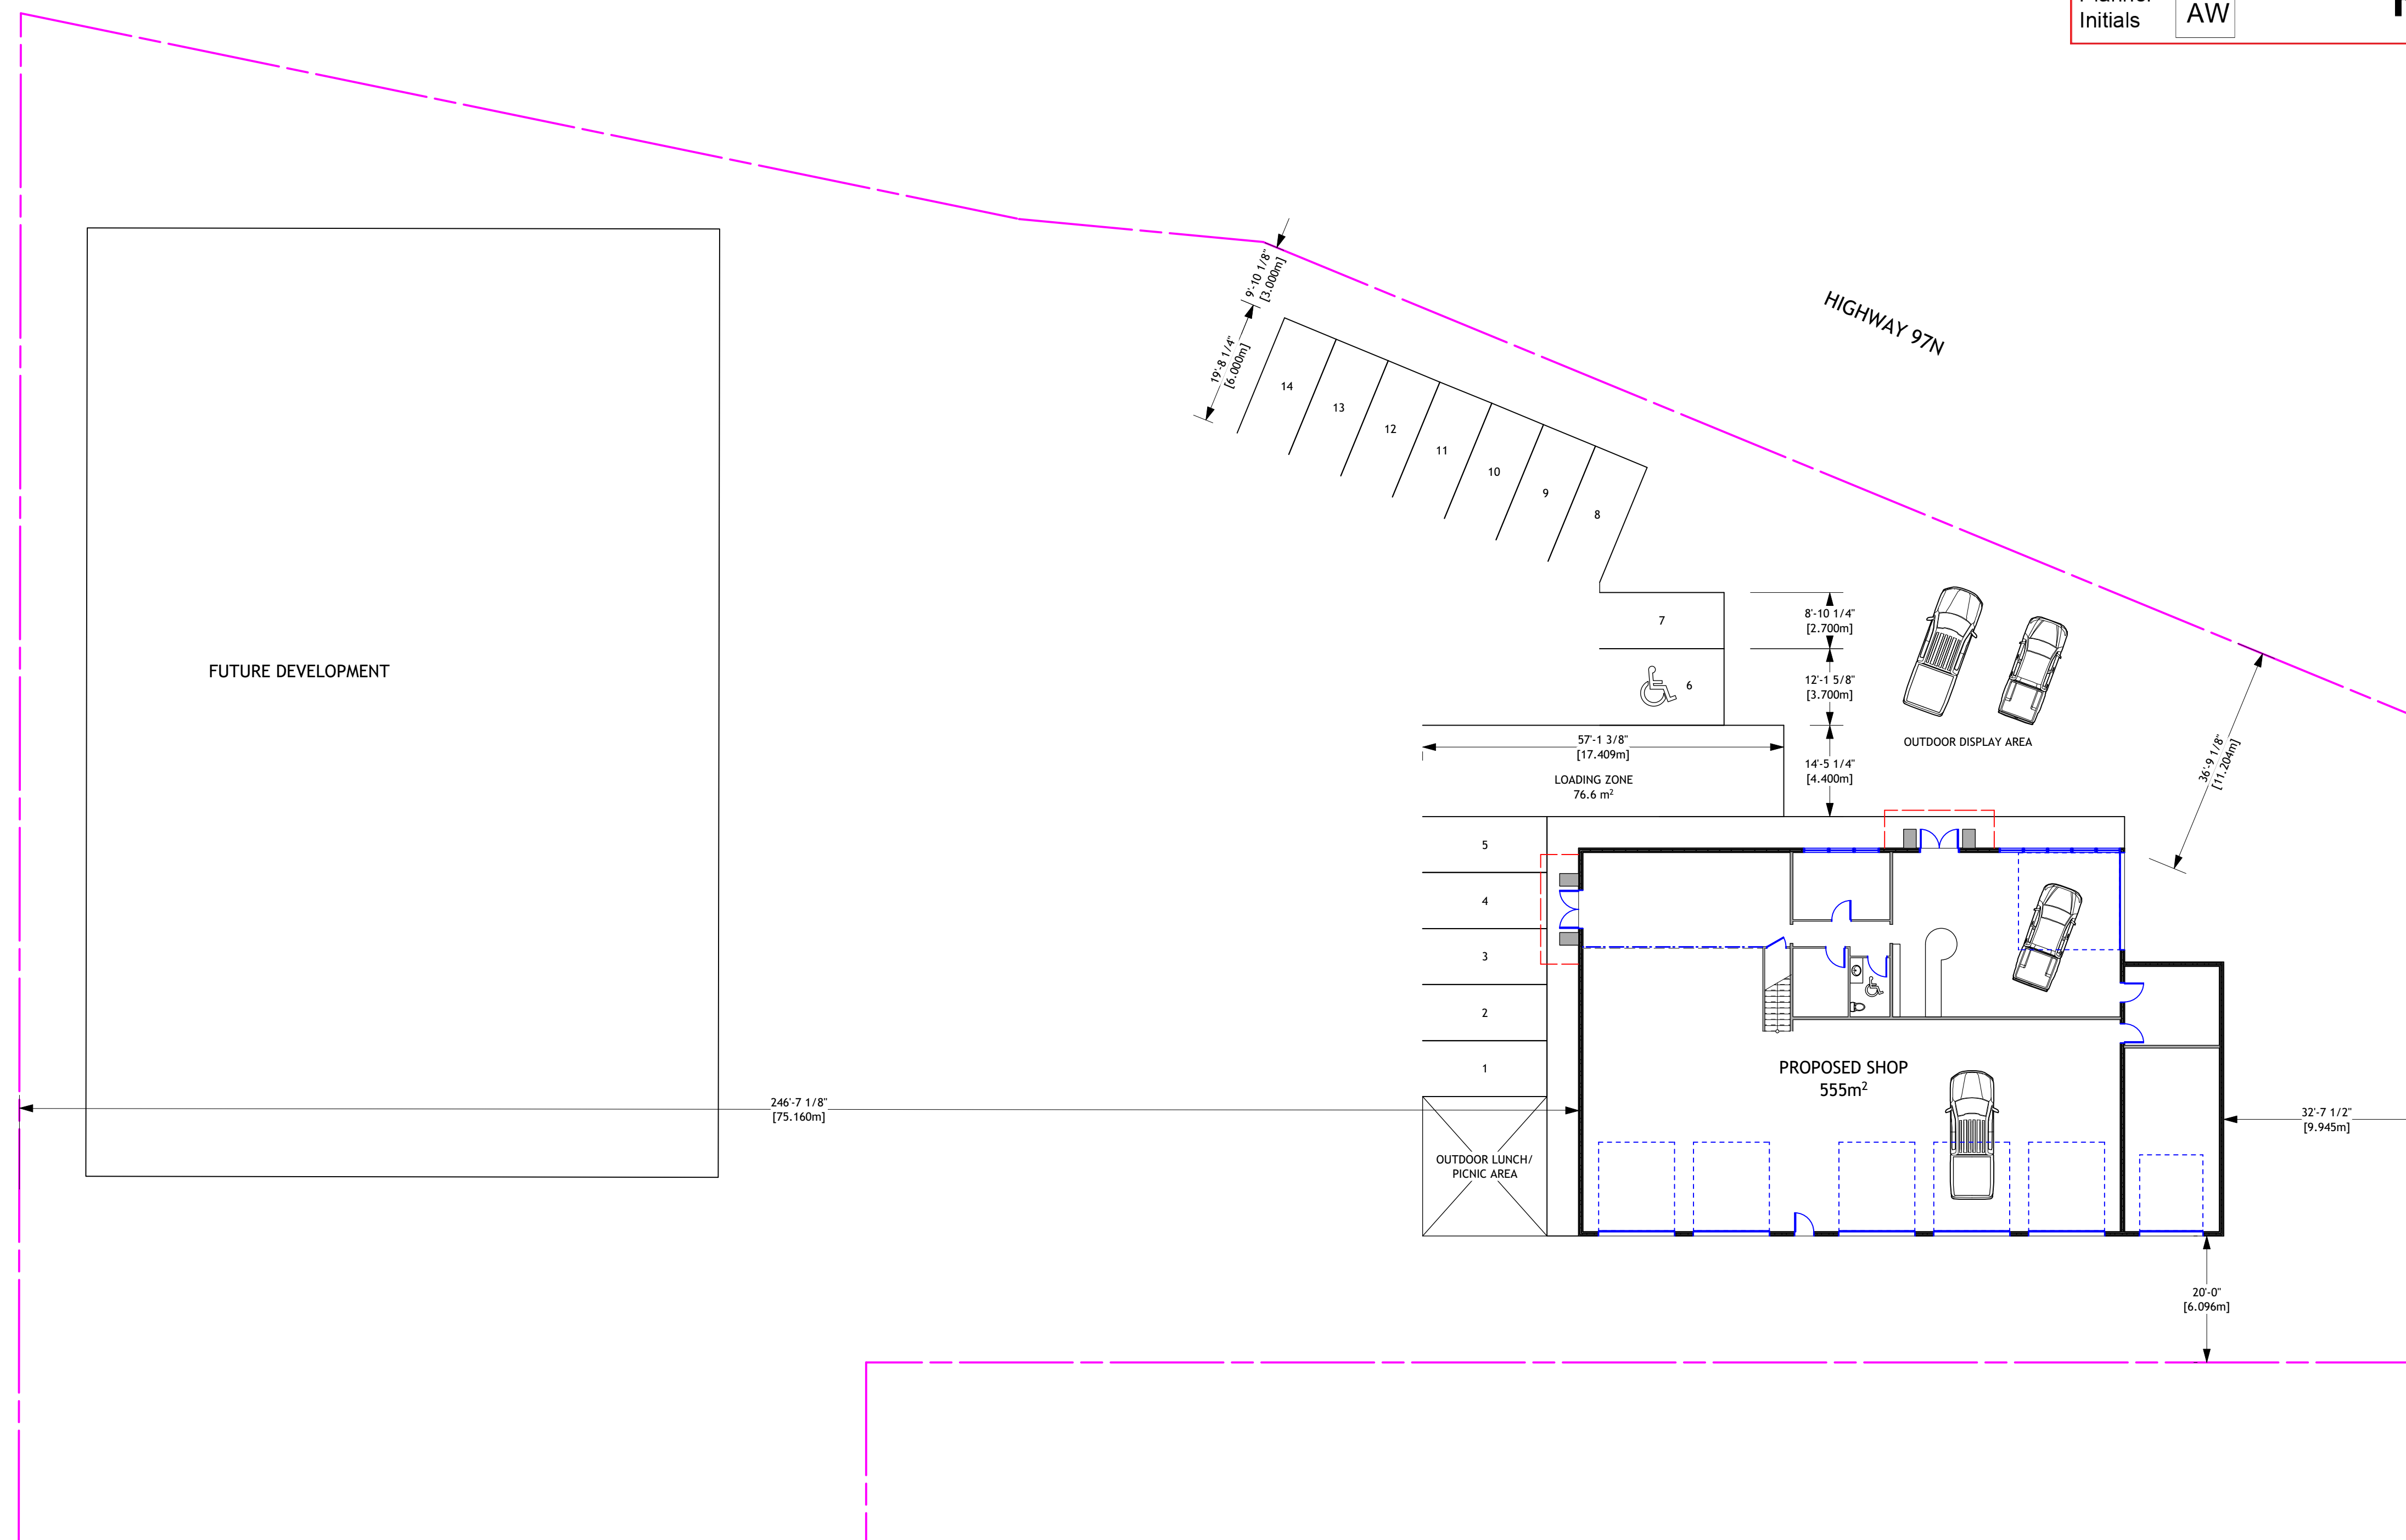 Initials
AW
9'-10 1/8"
[3.000m]
19'-8 1/4"
[6.000m]
HIGHWAY 97N
14
13
12
11
10
9
8
7
6
8'-10 1/4"
[2.700m]
12'-1 5/8"
[3.700m]
FUTURE DEVELOPMENT
57'-1 3/8"
[17.409m]
14'-5 1/4"
[4.400m]
OUTDOOR DISPLAY AREA
36'-9 1/8"
[11.204m]
LOADING ZONE
76.6 m²
5
4
3
2
1
PROPOSED SHOP
555m²
246'-7 1/8"
[75.160m]
32'-7 1/2"
[9.945m]
OUTDOOR LUNCH/
PICNIC AREA
20'-0"
[6.096m]